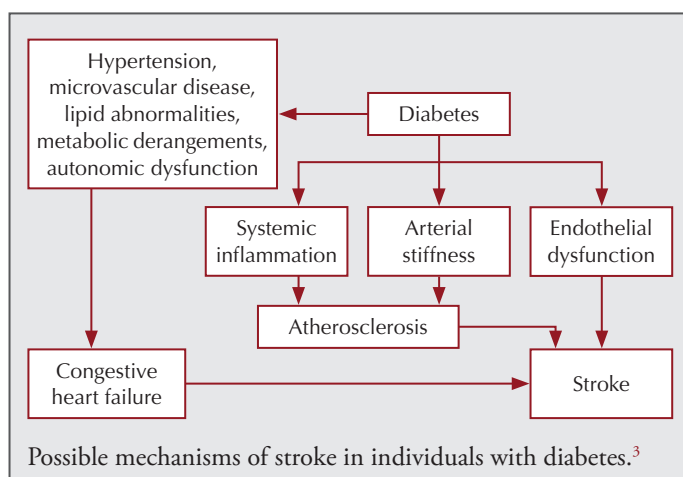 Hypertension,
microvascular disease,
lipid abnormalities,
metabolic derangements,
autonomic dysfunction
Diabetes
Systemic
inflammation
Arterial
stiffness
Endothelial
dysfunction
Atherosclerosis
Congestive
heart failure
Stroke
Possible mechanisms of stroke in individuals with diabetes.³